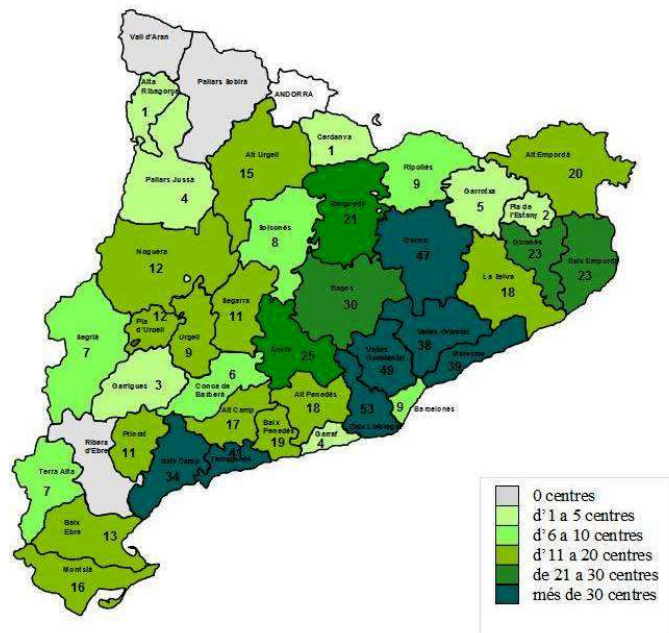 Vall d'Aran
Pallars Sobirà
Alta
Ribagorça
1
ANDORRA
Cerdanya
1
Alt Urgell
15
Pallars Jussà
4
Ripollès
9
Alt Empordà
20
Garrotxa
5
Pla de
l'Estany
2
Berguedà
21
Solsonès
8
Osona
47
Gironès
23
Baix Empordà
23
Noguera
12
La Selva
18
Bages
30
Segarra
11
Pla
d'Urgell
12
Urgell
9
Segrià
7
Anoia
25
Vallès Oriental
38
Vallès
Occidental
49
Maresme
39
Garrigues
3
Conca de
Barberà
6
Alt Penedès
18
53
Baix Llobregat
9
Barcelonès
Alt Camp
17
Baix
Penedès
19
Garraf
4
Ribera
d'Ebre
Priorat
11
Baix Camp
34
Tarragonès
41
Terra Alta
7
Baix
Ebre
13
Montsià
16
0 centres
d'1 a 5 centres
d'6 a 10 centres
d'11 a 20 centres
de 21 a 30 centres
més de 30 centres